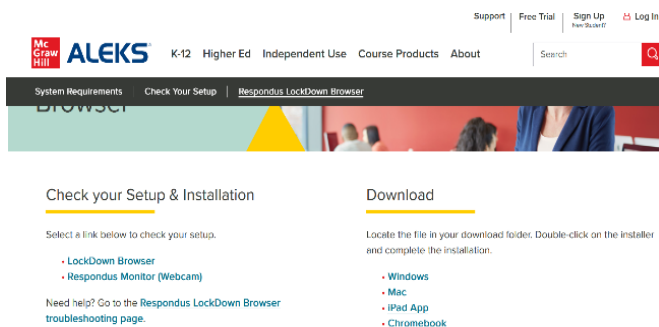 Support Free Trial Sign Up Log In
New Student?
Mc
Graw
Hill
ALEKS K-12 Higher Ed Independent Use Course Products About Search
System Requirements Check Your Setup Respondus LockDown Browser
Browser
Check your Setup & Installation
Select a link below to check your setup.
• LockDown Browser
• Respondus Monitor (Webcam)
Need help? Go to the Respondus LockDown Browser
troubleshooting page.
Download
Locate the file in your download folder. Double-click on the installer
and complete the installation.
• Windows
• Mac
• iPad App
• Chromebook